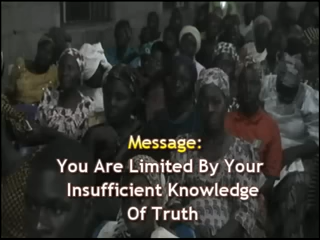 Message:
You Are Limited By Your
Insufficient Knowledge
Of Truth